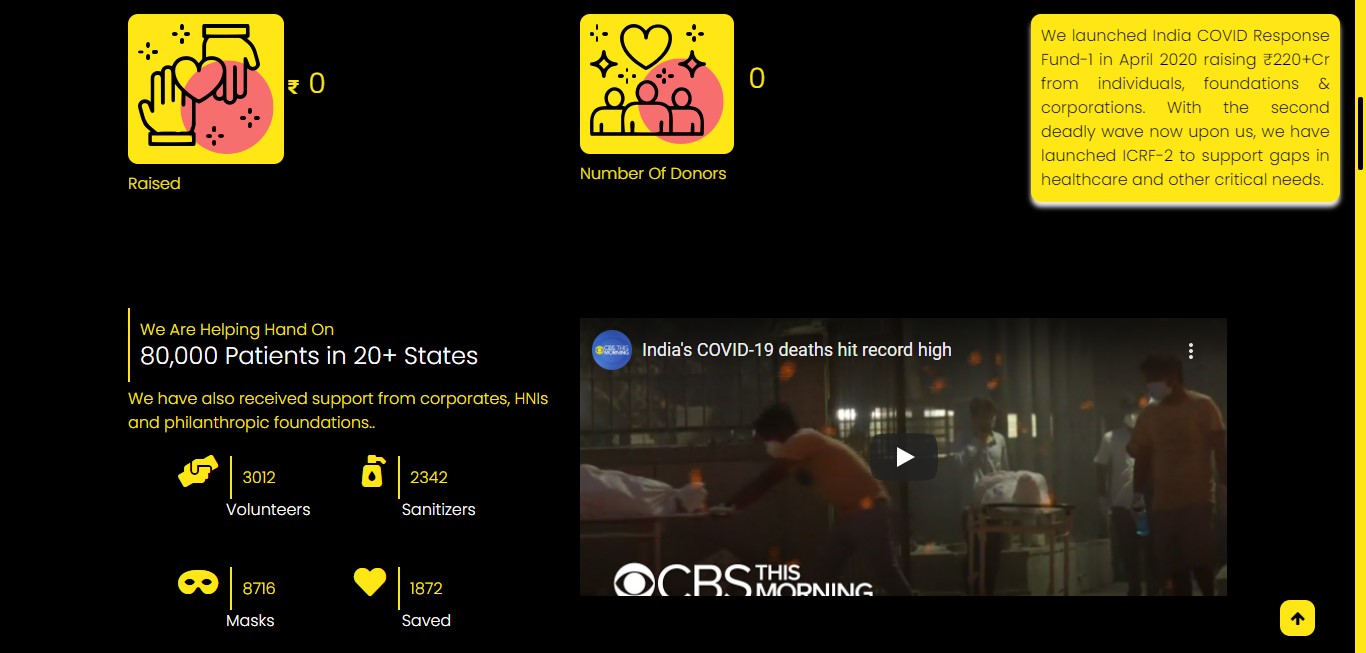 ₹ 0
Raised
0
Number Of Donors
We launched India COVID Response
Fund-1 in April 2020 raising ₹220+Cr
from individuals, foundations &
corporations. With the second
deadly wave now upon us, we have
launched ICRF-2 to support gaps in
healthcare and other critical needs.
We Are Helping Hand On
80,000 Patients in 20+ States
We have also received support from corporates, HNIs
and philanthropic foundations..
3012
Volunteers
2342
Sanitizers
8716
Masks
1872
Saved
CBS THIS MORNING
India's COVID-19 deaths hit record high
CBS THIS
MORNING